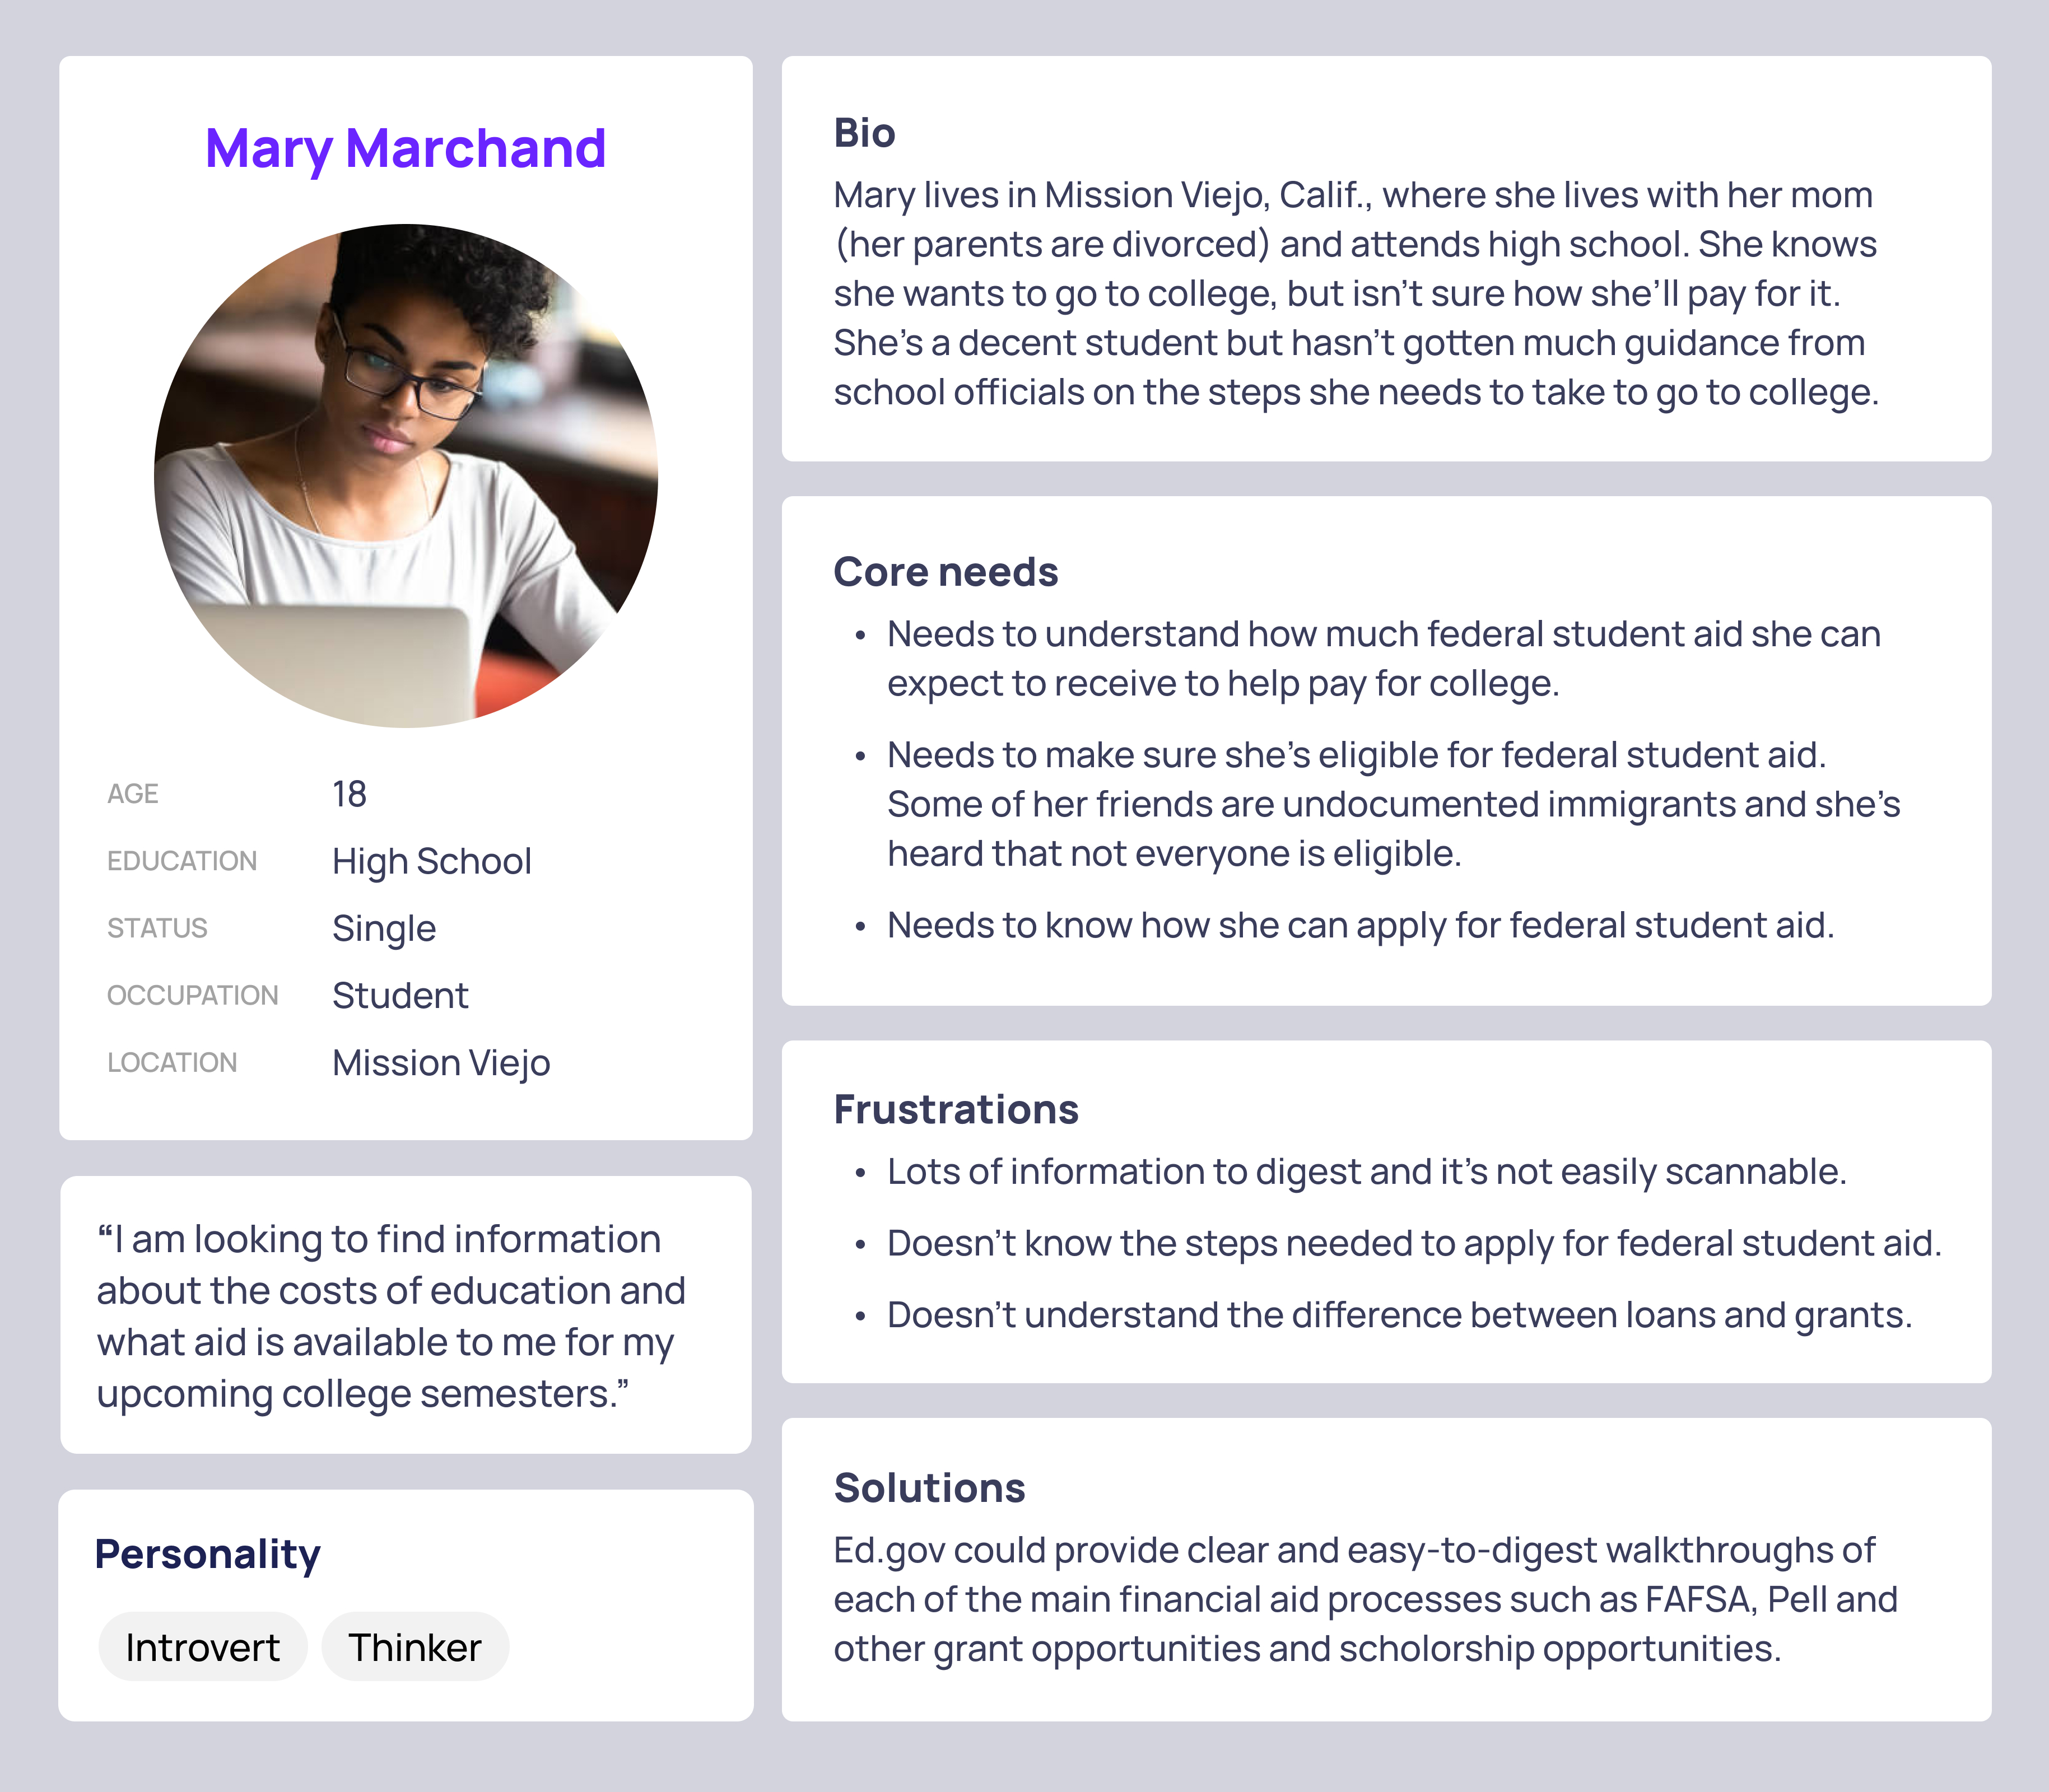 Mary Marchand
AGE 18
EDUCATION High School
STATUS Single
OCCUPATION Student
LOCATION Mission Viejo
“I am looking to find information
about the costs of education and
what aid is available to me for my
upcoming college semesters.”
Personality
Introvert Thinker
Bio
Mary lives in Mission Viejo, Calif., where she lives with her mom
(her parents are divorced) and attends high school. She knows
she wants to go to college, but isn’t sure how she’ll pay for it.
She’s a decent student but hasn’t gotten much guidance from
school officials on the steps she needs to take to go to college.
Core needs
• Needs to understand how much federal student aid she can
expect to receive to help pay for college.
• Needs to make sure she’s eligible for federal student aid.
Some of her friends are undocumented immigrants and she’s
heard that not everyone is eligible.
• Needs to know how she can apply for federal student aid.
Frustrations
• Lots of information to digest and it’s not easily scannable.
• Doesn’t know the steps needed to apply for federal student aid.
• Doesn’t understand the difference between loans and grants.
Solutions
Ed.gov could provide clear and easy-to-digest walkthroughs of
each of the main financial aid processes such as FAFSA, Pell and
other grant opportunities and scholorship opportunities.